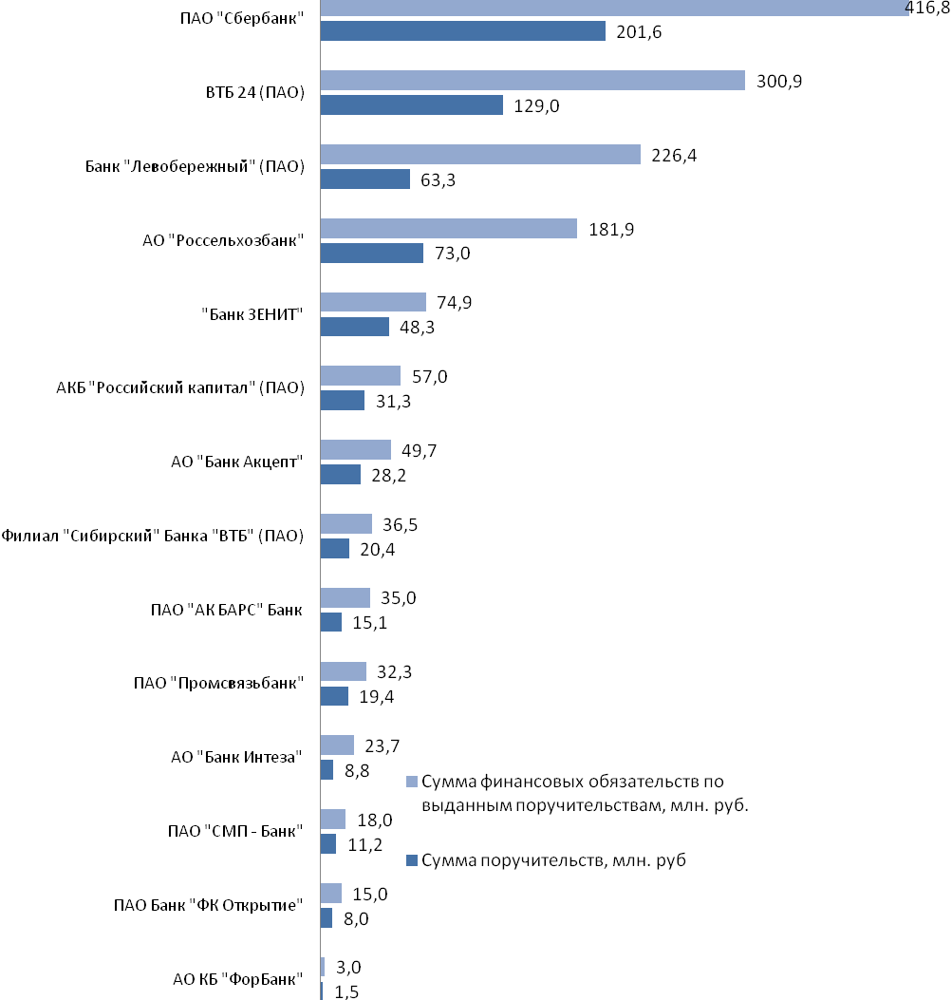 ПАО "Сбербанк"
416,8
201,6
ВТБ 24 (ПАО)
300,9
129,0
Банк "Левобережный" (ПАО)
226,4
63,3
АО "Россельхозбанк"
181,9
73,0
"Банк ЗЕНИТ"
74,9
48,3
АКБ "Российский капитал" (ПАО)
57,0
31,3
АО "Банк Акцепт"
49,7
28,2
Филиал "Сибирский" Банка "ВТБ" (ПАО)
36,5
20,4
ПАО "АК БАРС" Банк
35,0
15,1
ПАО "Промсвязьбанк"
32,3
19,4
АО "Банк Интеза"
23,7
8,8
Сумма финансовых обязательств по
выданным поручительствам, млн. руб.
ПАО "СМП - Банк"
18,0
11,2
Сумма поручительств, млн. руб
ПАО Банк "ФК Открытие"
15,0
8,0
АО КБ "ФорБанк"
3,0
1,5